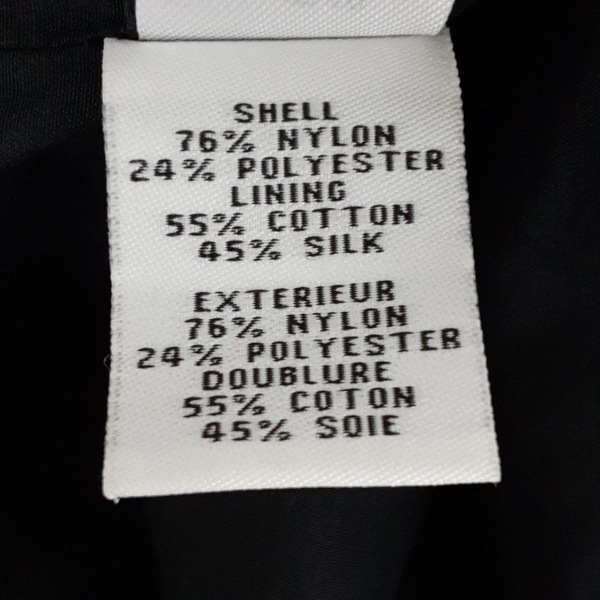 SHELL
76% NYLON
24% POLYESTER
LINING
55% COTTON
45% SILK
EXTERIEUR
76% NYLON
24% POLYESTER
DOUBLURE
55% COTON
45% SOIE